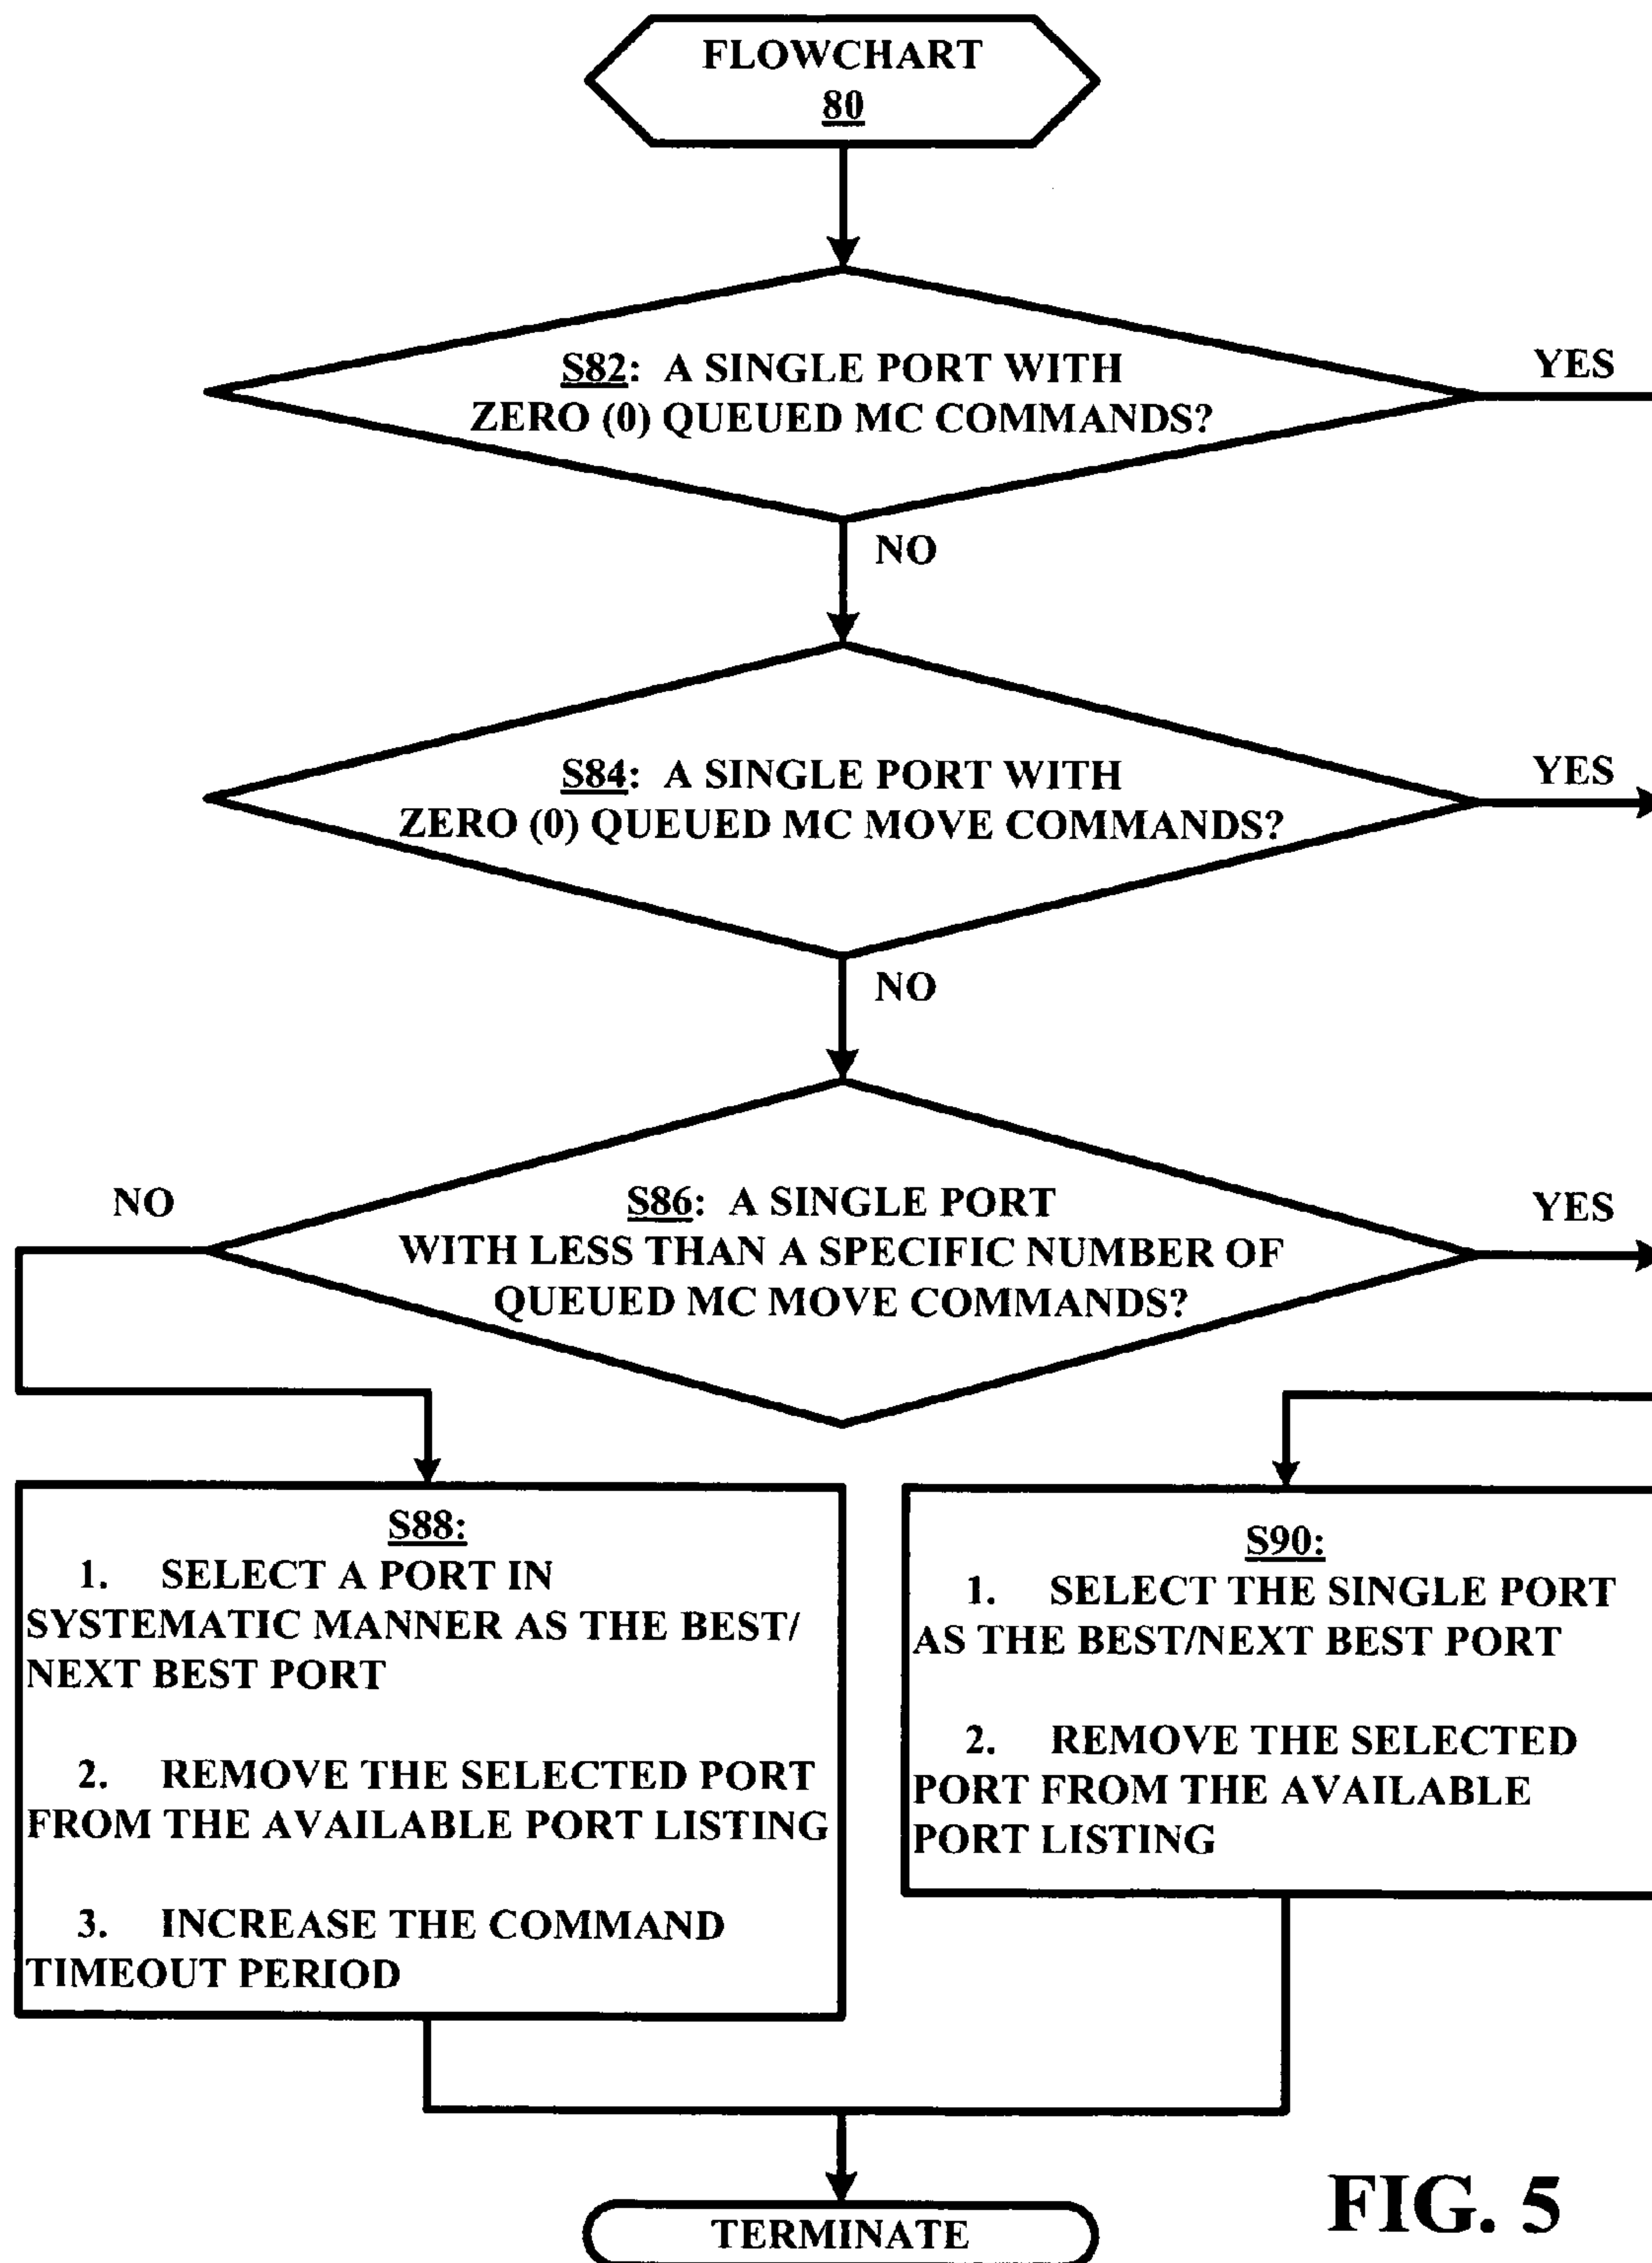 FLOWCHART
80
S82: A SINGLE PORT WITH
ZERO (0) QUEUED MC COMMANDS?
YES
NO
S84: A SINGLE PORT WITH
ZERO (0) QUEUED MC MOVE COMMANDS?
YES
NO
S86: A SINGLE PORT
WITH LESS THAN A SPECIFIC NUMBER OF
QUEUED MC MOVE COMMANDS?
NO
YES
S88:
1. SELECT A PORT IN
SYSTEMATIC MANNER AS THE BEST/
NEXT BEST PORT
2. REMOVE THE SELECTED PORT
FROM THE AVAILABLE PORT LISTING
3. INCREASE THE COMMAND
TIMEOUT PERIOD
S90:
1. SELECT THE SINGLE PORT
AS THE BEST/NEXT BEST PORT
2. REMOVE THE SELECTED
PORT FROM THE AVAILABLE
PORT LISTING
TERMINATE
FIG. 5